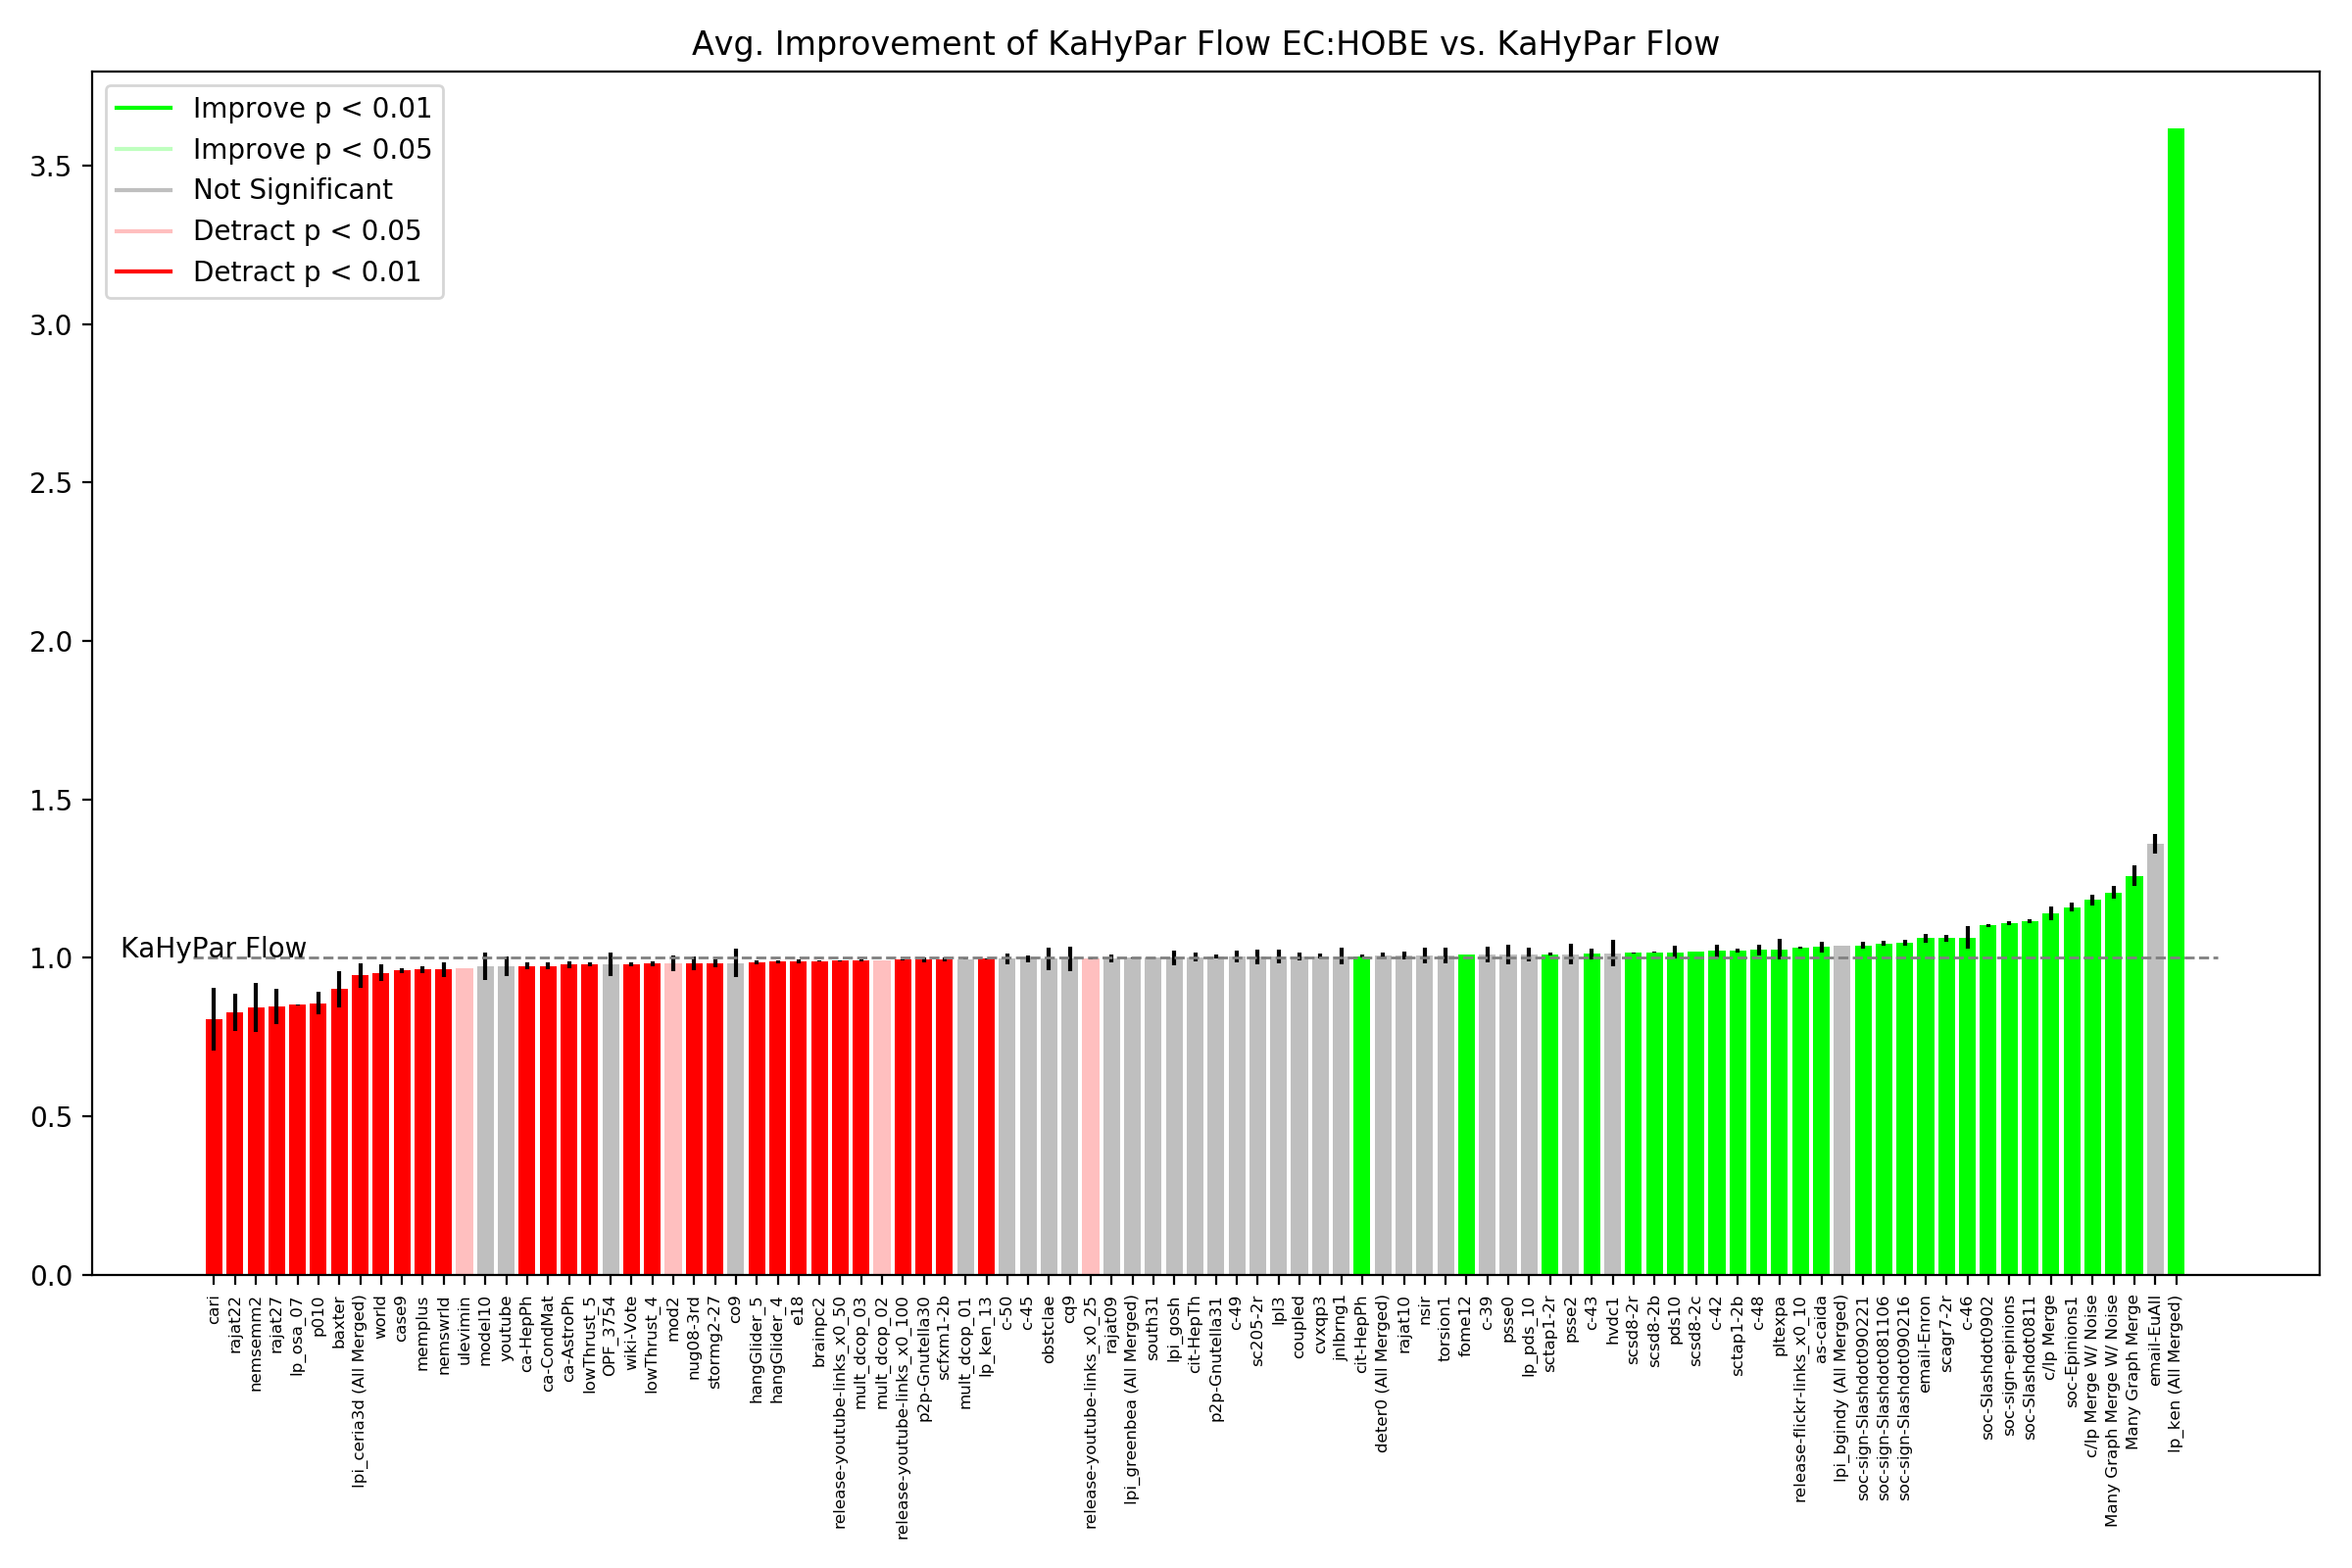 Avg. Improvement of KaHyPar Flow EC:HOBE vs. KaHyPar Flow
Improve p < 0.01
Improve p < 0.05
Not Significant
Detract p < 0.05
Detract p < 0.01
3.5
3.0
2.5
2.0
1.5
1.0
0.5
0.0
KaHyPar Flow
cari
rajat22
nemsemm2
rajat27
lp_osa_07
p010
baxter
lpi_ceria3d (All Merged)
world
case9
memplus
nemswrld
ulevimin
model10
youtube
ca-HepPh
ca-CondMat
ca-AstroPh
lowThrust_5
OPF_3754
wiki-Vote
lowThrust_4
mod2
nug08-3rd
stormg2-27
co9
hangGlider_5
hangGlider_4
e18
brainpc2
release-youtube-links_x0_50
mult_dcop_03
mult_dcop_02
release-youtube-links_x0_100
p2p-Gnutella30
scfxm1-2b
mult_dcop_01
lp_ken_13
c-50
c-45
obstclae
cq9
release-youtube-links_x0_25
rajat09
lpi_greenbea (All Merged)
south31
lpi_gosh
cit-HepTh
p2p-Gnutella31
c-49
sc205-2r
lpl3
coupled
cvxqp3
jnlbrng1
cit-HepPh
deter0 (All Merged)
rajat10
nsir
torsion1
fome12
c-39
psse0
lp_pds_10
sctap1-2r
psse2
c-43
hvdc1
scsd8-2r
scsd8-2b
pds10
scsd8-2c
c-42
sctap1-2b
c-48
pltexpa
release-flickr-links_x0_10
as-caida
lpi_bgindy (All Merged)
soc-sign-Slashdot090221
soc-sign-Slashdot081106
soc-sign-Slashdot090216
email-Enron
scagr7-2r
c-46
soc-Slashdot0902
soc-sign-epinions
soc-Slashdot0811
c/lp Merge
soc-Epinions1
c/lp Merge W/ Noise
Many Graph Merge W/ Noise
Many Graph Merge
email-EuAll
lp_ken (All Merged)